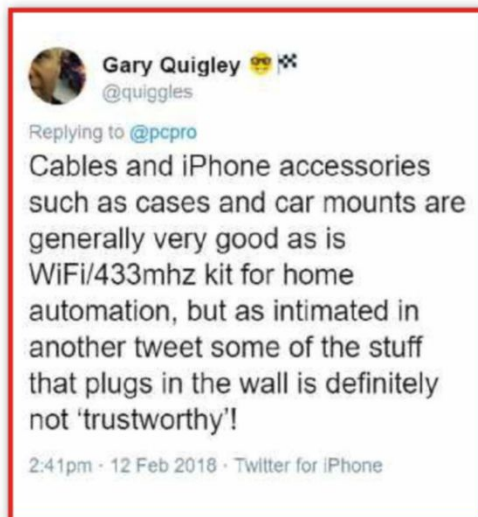 Gary Quigley 🤓 🏁
@quiggles
Replying to @pcpro
Cables and iPhone accessories
such as cases and car mounts are
generally very good as is
WiFi/433mhz kit for home
automation, but as intimated in
another tweet some of the stuff
that plugs in the wall is definitely
not ‘trustworthy’!
2:41pm · 12 Feb 2018 · Twitter for iPhone